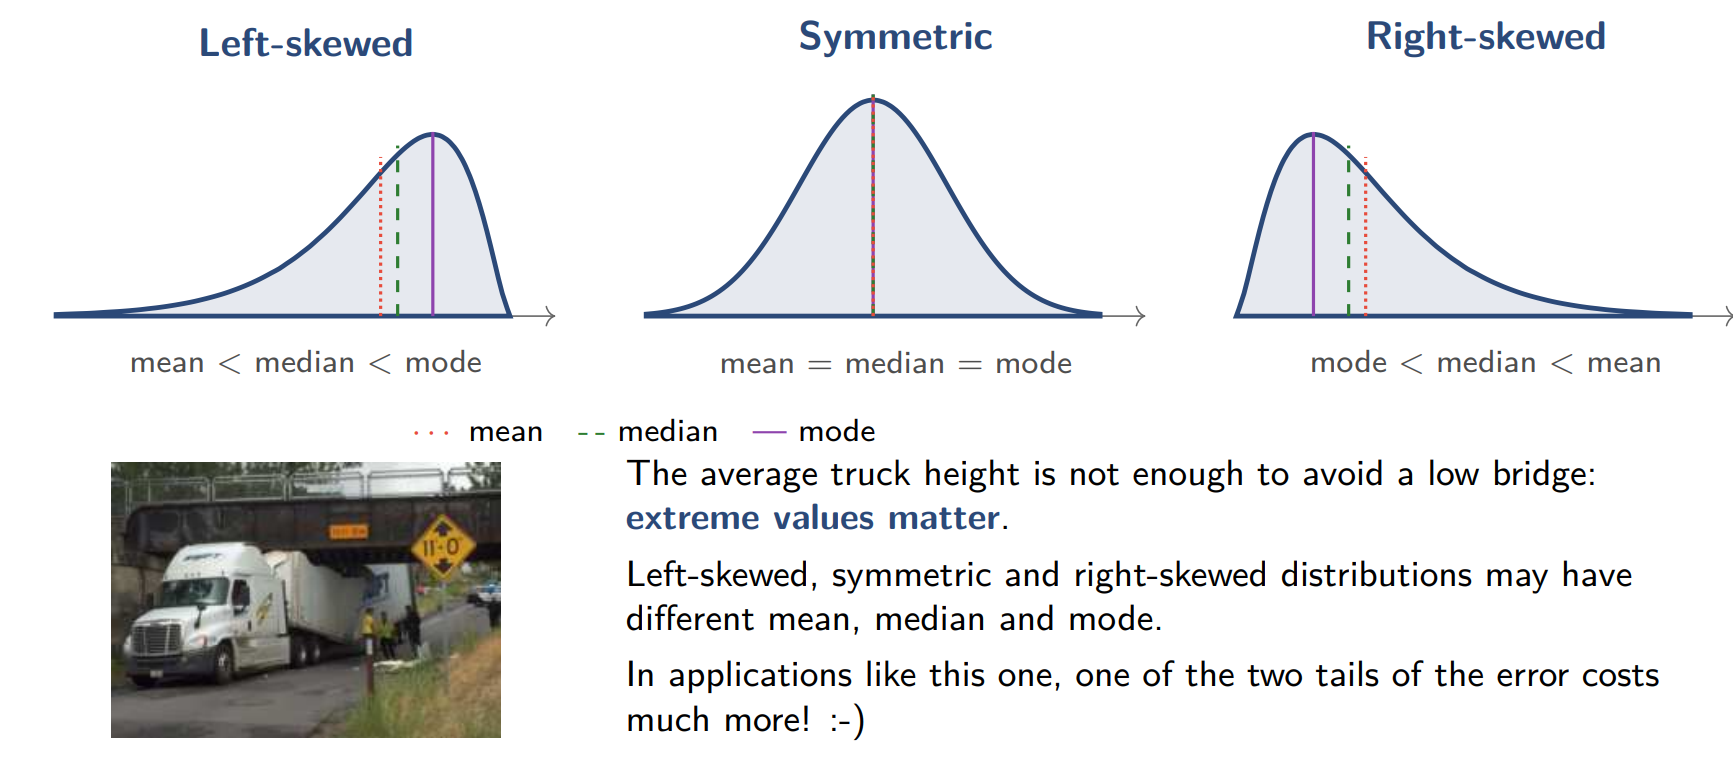 Left-skewed
Symmetric
Right-skewed
mean < median < mode
mean = median = mode
mode < median < mean
mean
median
mode
The average truck height is not enough to avoid a low bridge:
extreme values matter.
Left-skewed, symmetric and right-skewed distributions may have
different mean, median and mode.
In applications like this one, one of the two tails of the error costs
much more! :-)
11'-0"